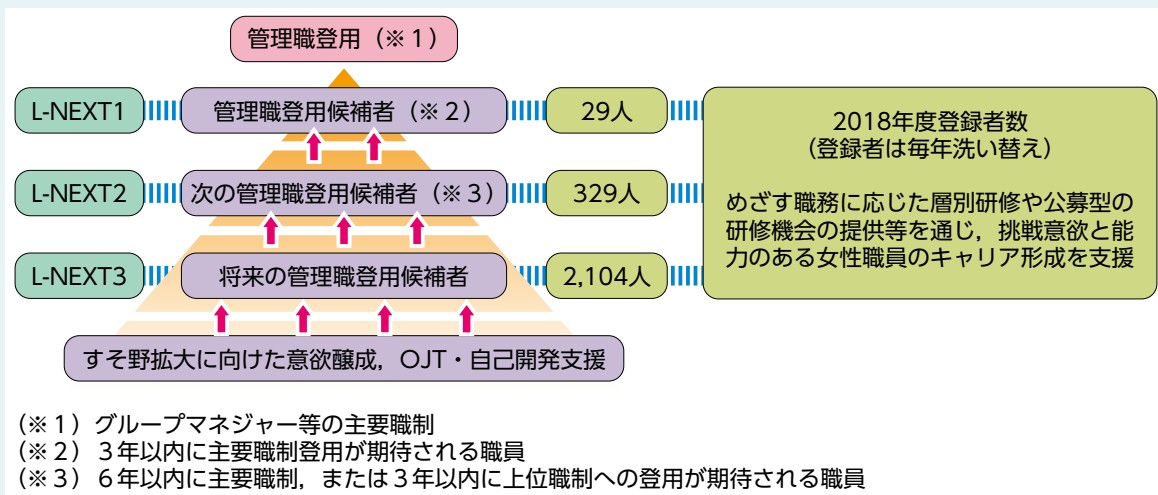 管理職登用（※１）
L-NEXT1
管理職登用候補者（※２）
29人
L-NEXT2
次の管理職登用候補者（※３）
329人
L-NEXT3
将来の管理職登用候補者
2,104人
2018年度登録者数
（登録者は毎年洗い替え）
めざす職務に応じた層別研修や公募型の
研修機会の提供等を通じ，挑戦意欲と能
力のある女性職員のキャリア形成を支援
すそ野拡大に向けた意欲醸成，OJT・自己開発支援
（※１）グループマネジャー等の主要職制
（※２）３年以内に主要職制登用が期待される職員
（※３）６年以内に主要職制，または３年以内に上位職制への登用が期待される職員